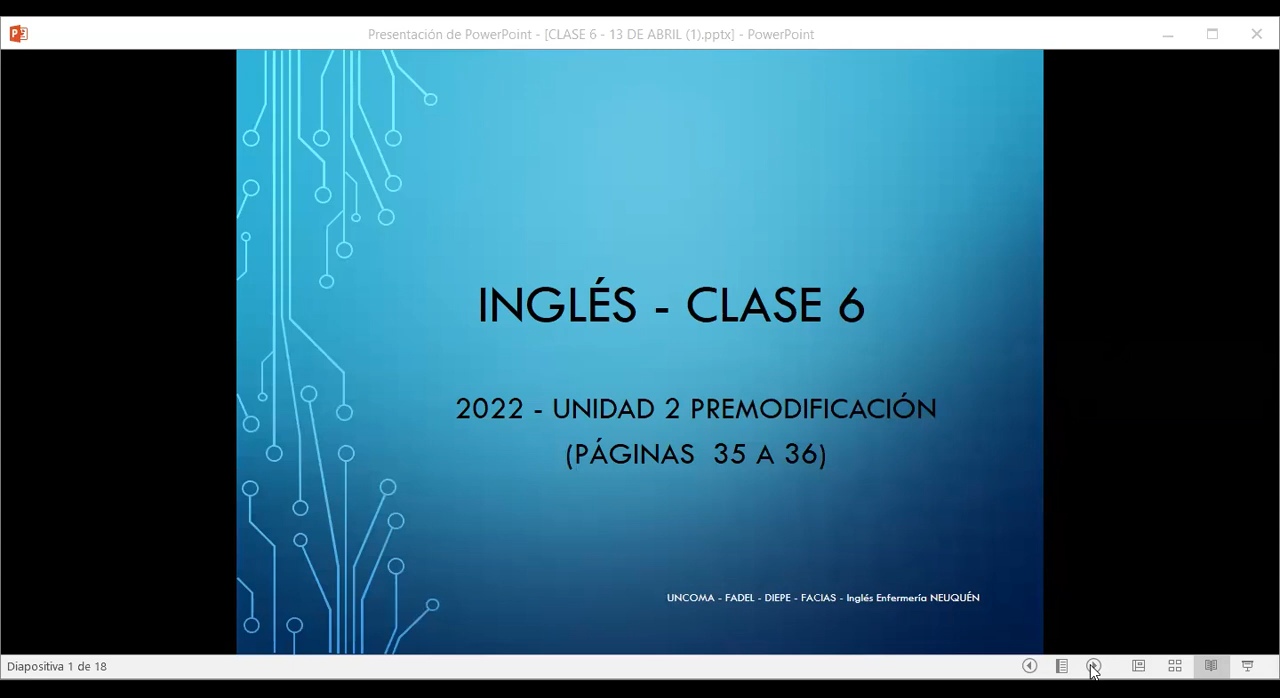 Presentación de PowerPoint - [CLASE 6 - 13 DE ABRIL (1).pptx] - PowerPoint
INGLÉS - CLASE 6
2022 - UNIDAD 2 PREMODIFICACIÓN
(PÁGINAS 35 A 36)
UNCOMA - FADEL - DIEPE - FACIAS - Inglés Enfermería NEUQUÉN
Diapositiva 1 de 18